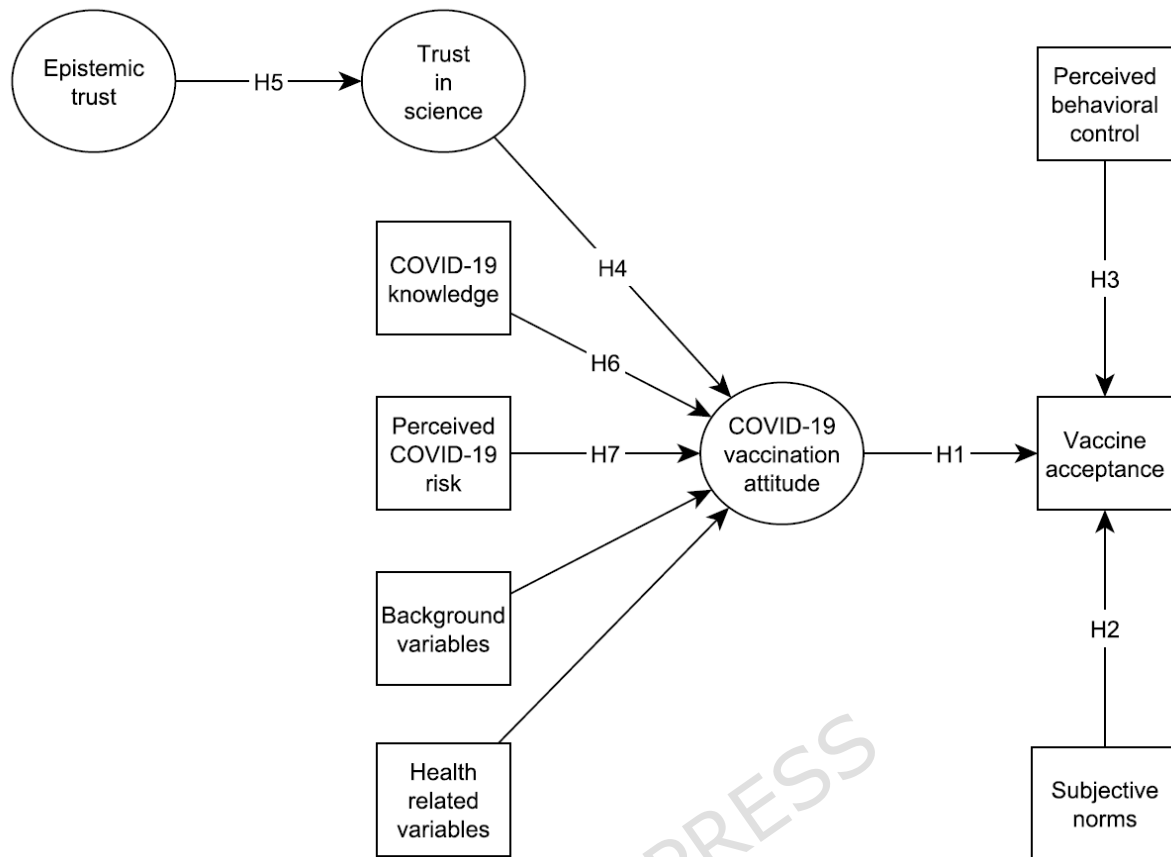 Epistemic
trust
H5
Trust
in
science
Perceived
behavioral
control
COVID-19
knowledge
H4
H3
H6
Perceived
COVID-19
risk
H7
COVID-19
vaccination
attitude
H1
Vaccine
acceptance
Background
variables
H2
Health
related
variables
Subjective
norms
PRESS